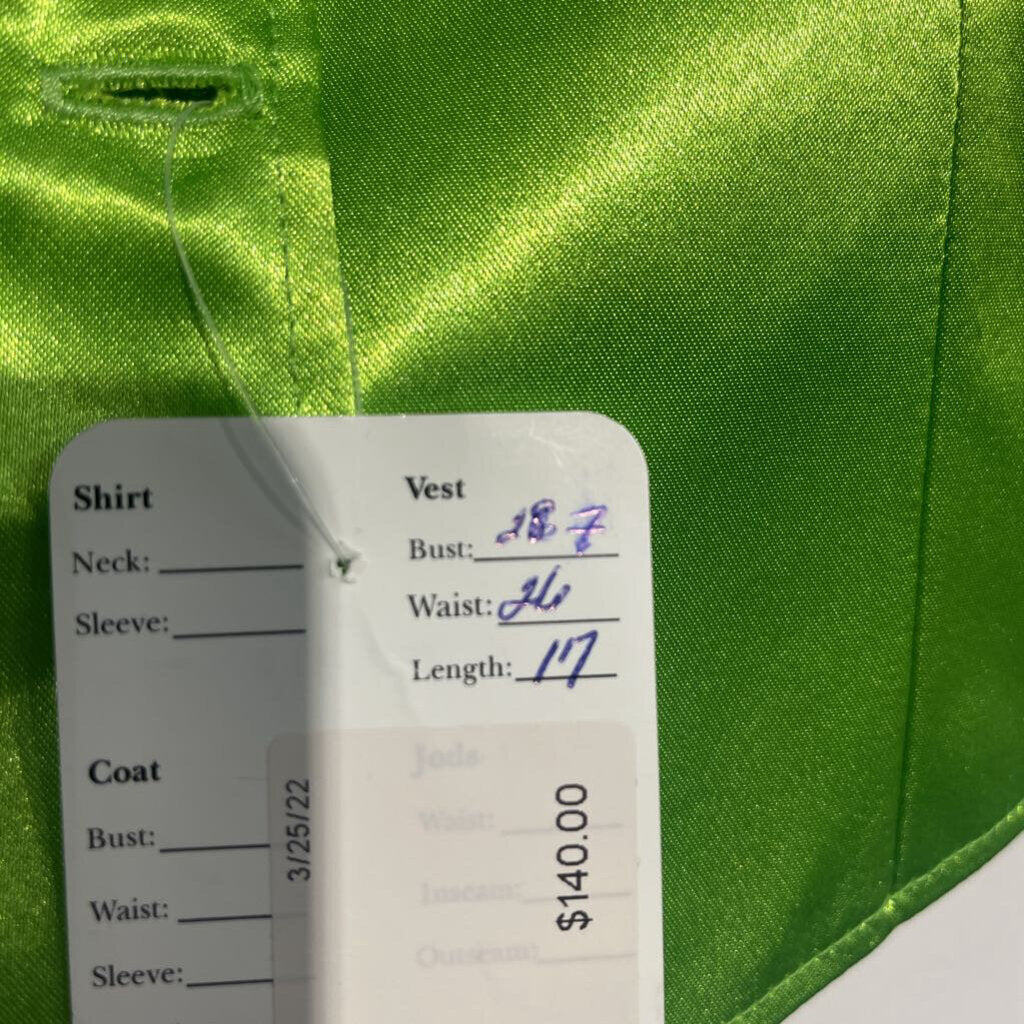 Shirt
Neck:
Sleeve:
Vest
Bust:
Waist: 26
Length: 17
Coat
Bust:
Waist:
Sleeve:
Jods
Waist:
Inseam:
Outseam:
3/25/22
$140.00